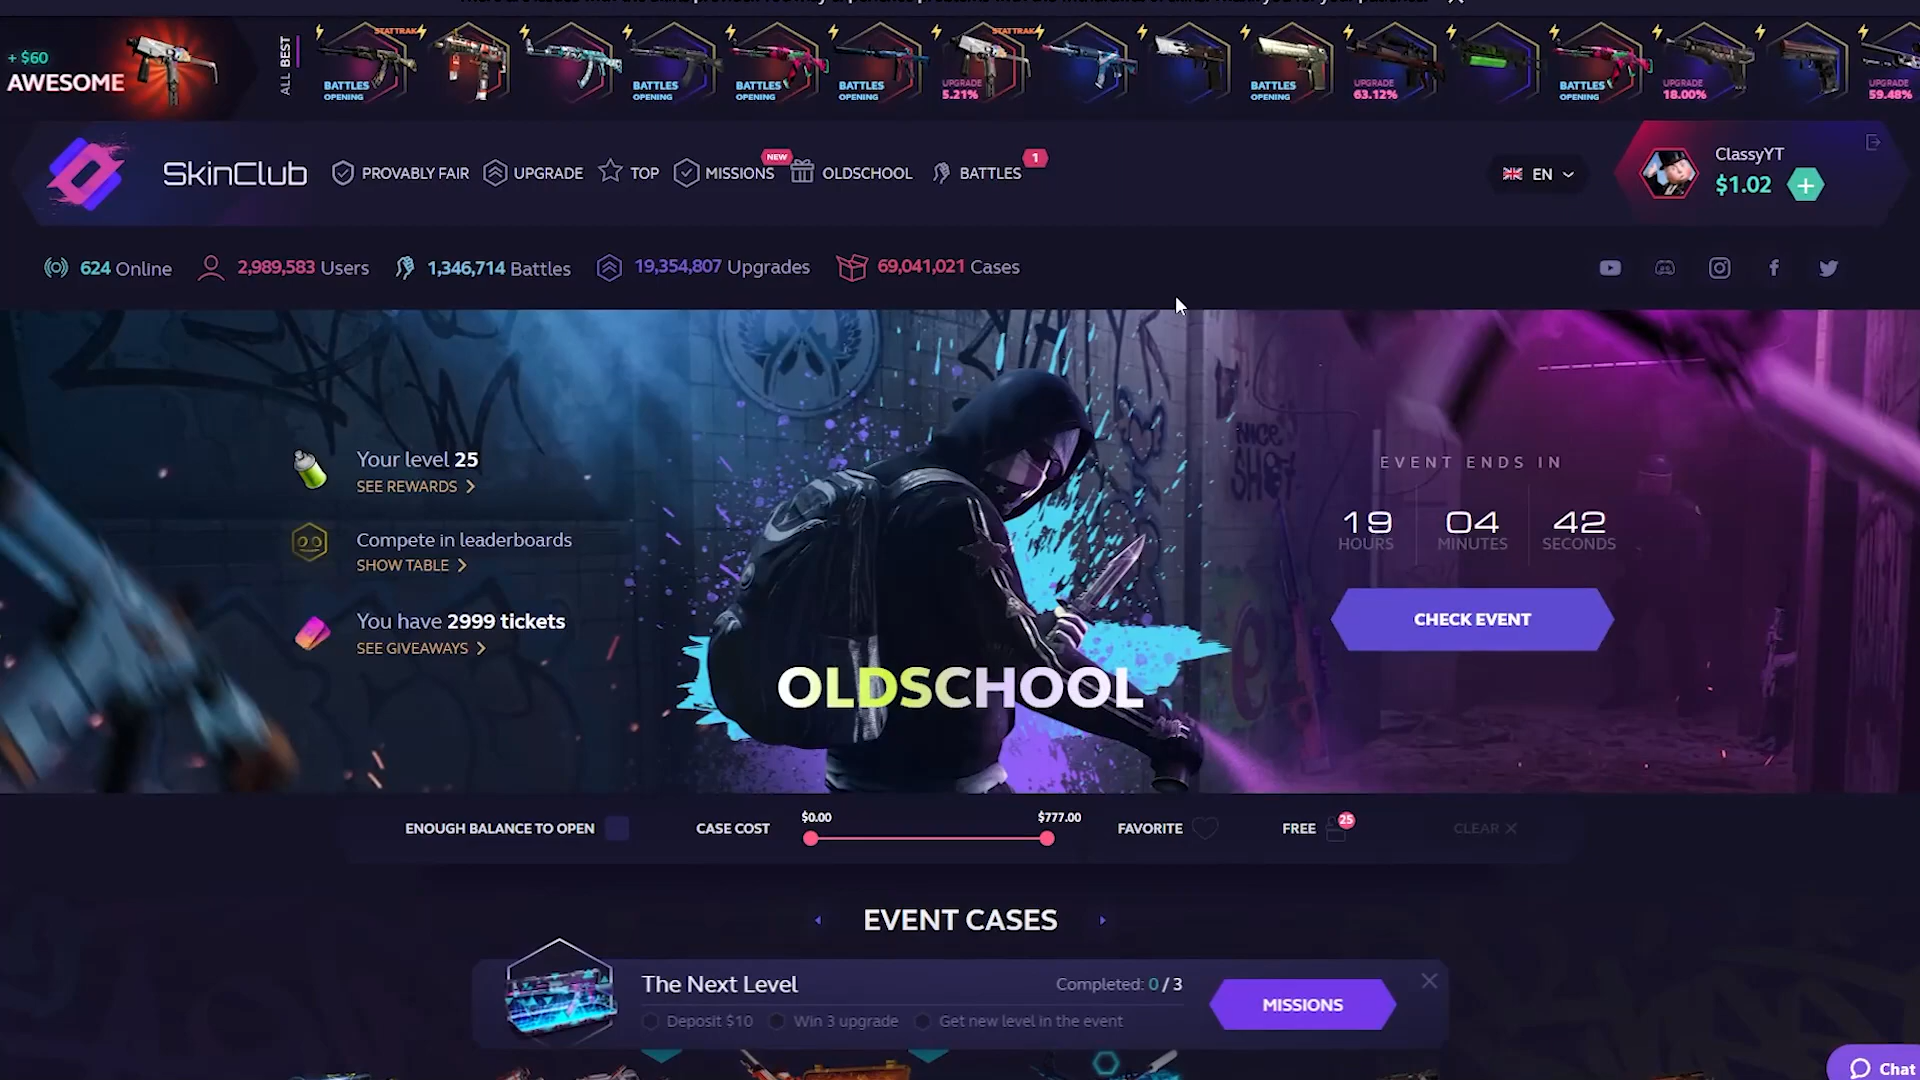 + $60
AWESOME
ALL BEST
STATTRAK
BATTLES
OPENING
BATTLES
OPENING
BATTLES
OPENING
BATTLES
OPENING
STATTRAK
UPGRADE
5.21%
BATTLES
OPENING
UPGRADE
63.12%
BATTLES
OPENING
UPGRADE
18.00%
UPGRADE
59.48%
SkinClub
PROVABLY FAIR
UPGRADE
TOP
MISSIONS
NEW
OLDSCHOOL
BATTLES
1
EN
ClassyYT
$1.02
624 Online
2,989,583 Users
1,346,714 Battles
19,354,807 Upgrades
69,041,021 Cases
Your level 25
SEE REWARDS
Compete in leaderboards
SHOW TABLE
You have 2999 tickets
SEE GIVEAWAYS
NICE
SHOT
OLDSCHOOL
EVENT ENDS IN
19 04 42
HOURS MINUTES SECONDS
CHECK EVENT
ENOUGH BALANCE TO OPEN
CASE COST
$0.00
$777.00
FAVORITE
FREE
25
CLEAR
EVENT CASES
The Next Level
Completed: 0 / 3
Deposit $10
Win 3 upgrade
Get new level in the event
MISSIONS
Chat